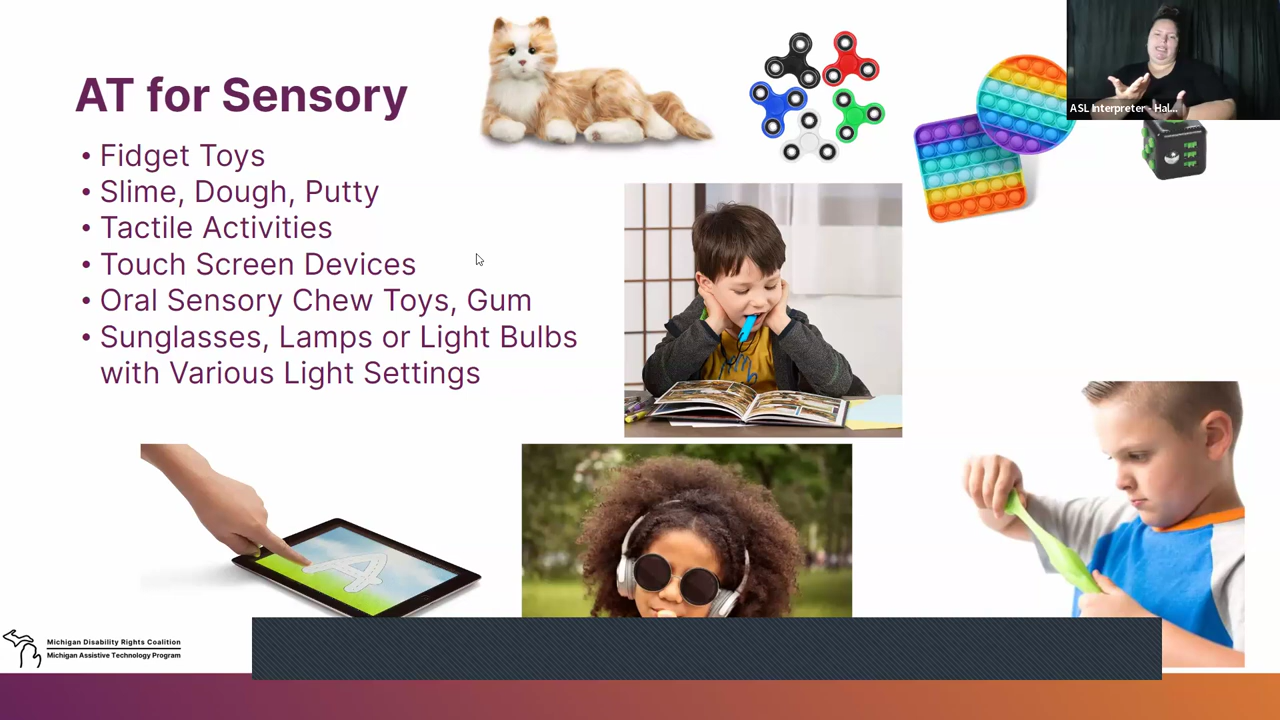 AT for Sensory
• Fidget Toys
• Slime, Dough, Putty
• Tactile Activities
• Touch Screen Devices
• Oral Sensory Chew Toys, Gum
• Sunglasses, Lamps or Light Bulbs
with Various Light Settings
ASL Interpreter - Hal...
A
Michigan Disability Rights Coalition
Michigan Assistive Technology Program